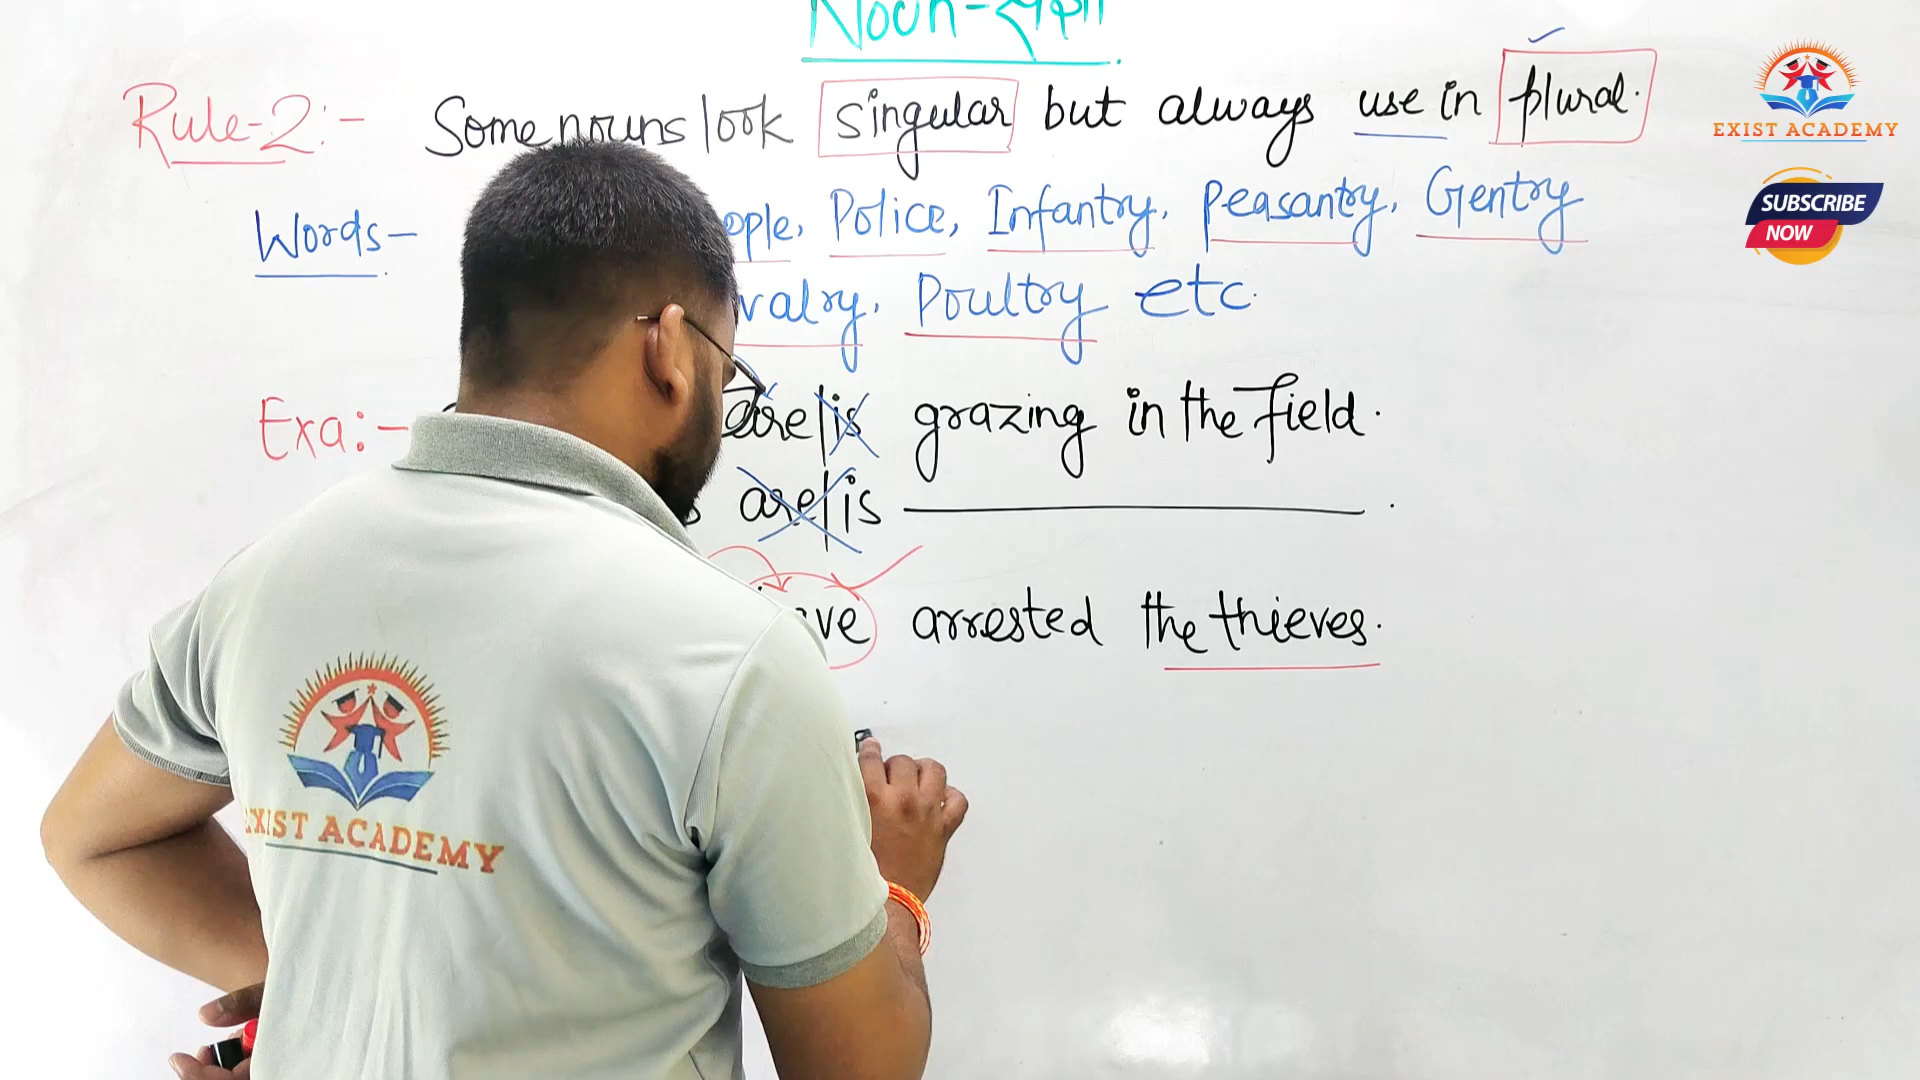 Noun-संज्ञा
Rule-2:- Some nouns look singular but always use in plural.
Words- ople, Police, Infantry, Peasantry, Gentry
valry, Poultry etc.
Exa:- are/is grazing in the field.
are/is
ve arrested the thieves.
EXIST ACADEMY
SUBSCRIBE
NOW
EXIST ACADEMY